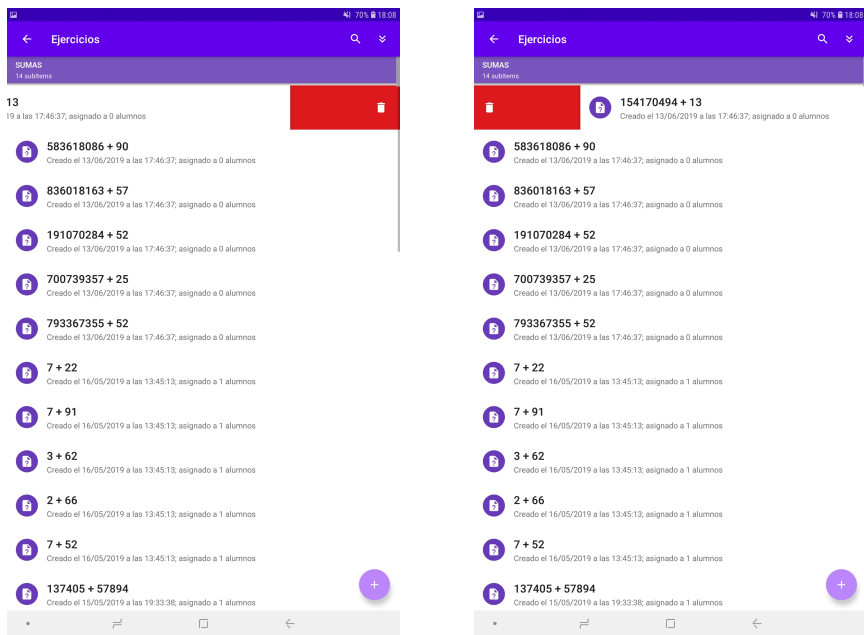 70% 18:08
Ejercicios
SUMAS
14 subítems
13
19 a las 17:46:37; asignado a 0 alumnos
583618086 + 90
Creado el 13/06/2019 a las 17:46:37; asignado a 0 alumnos
836018163 + 57
Creado el 13/06/2019 a las 17:46:37; asignado a 0 alumnos
191070284 + 52
Creado el 13/06/2019 a las 17:46:37; asignado a 0 alumnos
700739357 + 25
Creado el 13/06/2019 a las 17:46:37; asignado a 0 alumnos
793367355 + 52
Creado el 13/06/2019 a las 17:46:37; asignado a 0 alumnos
7 + 22
Creado el 16/05/2019 a las 13:45:13; asignado a 1 alumnos
7 + 91
Creado el 16/05/2019 a las 13:45:13; asignado a 1 alumnos
3 + 62
Creado el 16/05/2019 a las 13:45:13; asignado a 1 alumnos
2 + 66
Creado el 16/05/2019 a las 13:45:13; asignado a 1 alumnos
7 + 52
Creado el 16/05/2019 a las 13:45:13; asignado a 1 alumnos
137405 + 57894
Creado el 15/05/2019 a las 19:33:38; asignado a 1 alumnos
70% 18:08
Ejercicios
SUMAS
14 subítems
154170494 + 13
Creado el 13/06/2019 a las 17:46:37; asignado a 0 alumnos
583618086 + 90
Creado el 13/06/2019 a las 17:46:37; asignado a 0 alumnos
836018163 + 57
Creado el 13/06/2019 a las 17:46:37; asignado a 0 alumnos
191070284 + 52
Creado el 13/06/2019 a las 17:46:37; asignado a 0 alumnos
700739357 + 25
Creado el 13/06/2019 a las 17:46:37; asignado a 0 alumnos
793367355 + 52
Creado el 13/06/2019 a las 17:46:37; asignado a 0 alumnos
7 + 22
Creado el 16/05/2019 a las 13:45:13; asignado a 1 alumnos
7 + 91
Creado el 16/05/2019 a las 13:45:13; asignado a 1 alumnos
3 + 62
Creado el 16/05/2019 a las 13:45:13; asignado a 1 alumnos
2 + 66
Creado el 16/05/2019 a las 13:45:13; asignado a 1 alumnos
7 + 52
Creado el 16/05/2019 a las 13:45:13; asignado a 1 alumnos
137405 + 57894
Creado el 15/05/2019 a las 19:33:38; asignado a 1 alumnos